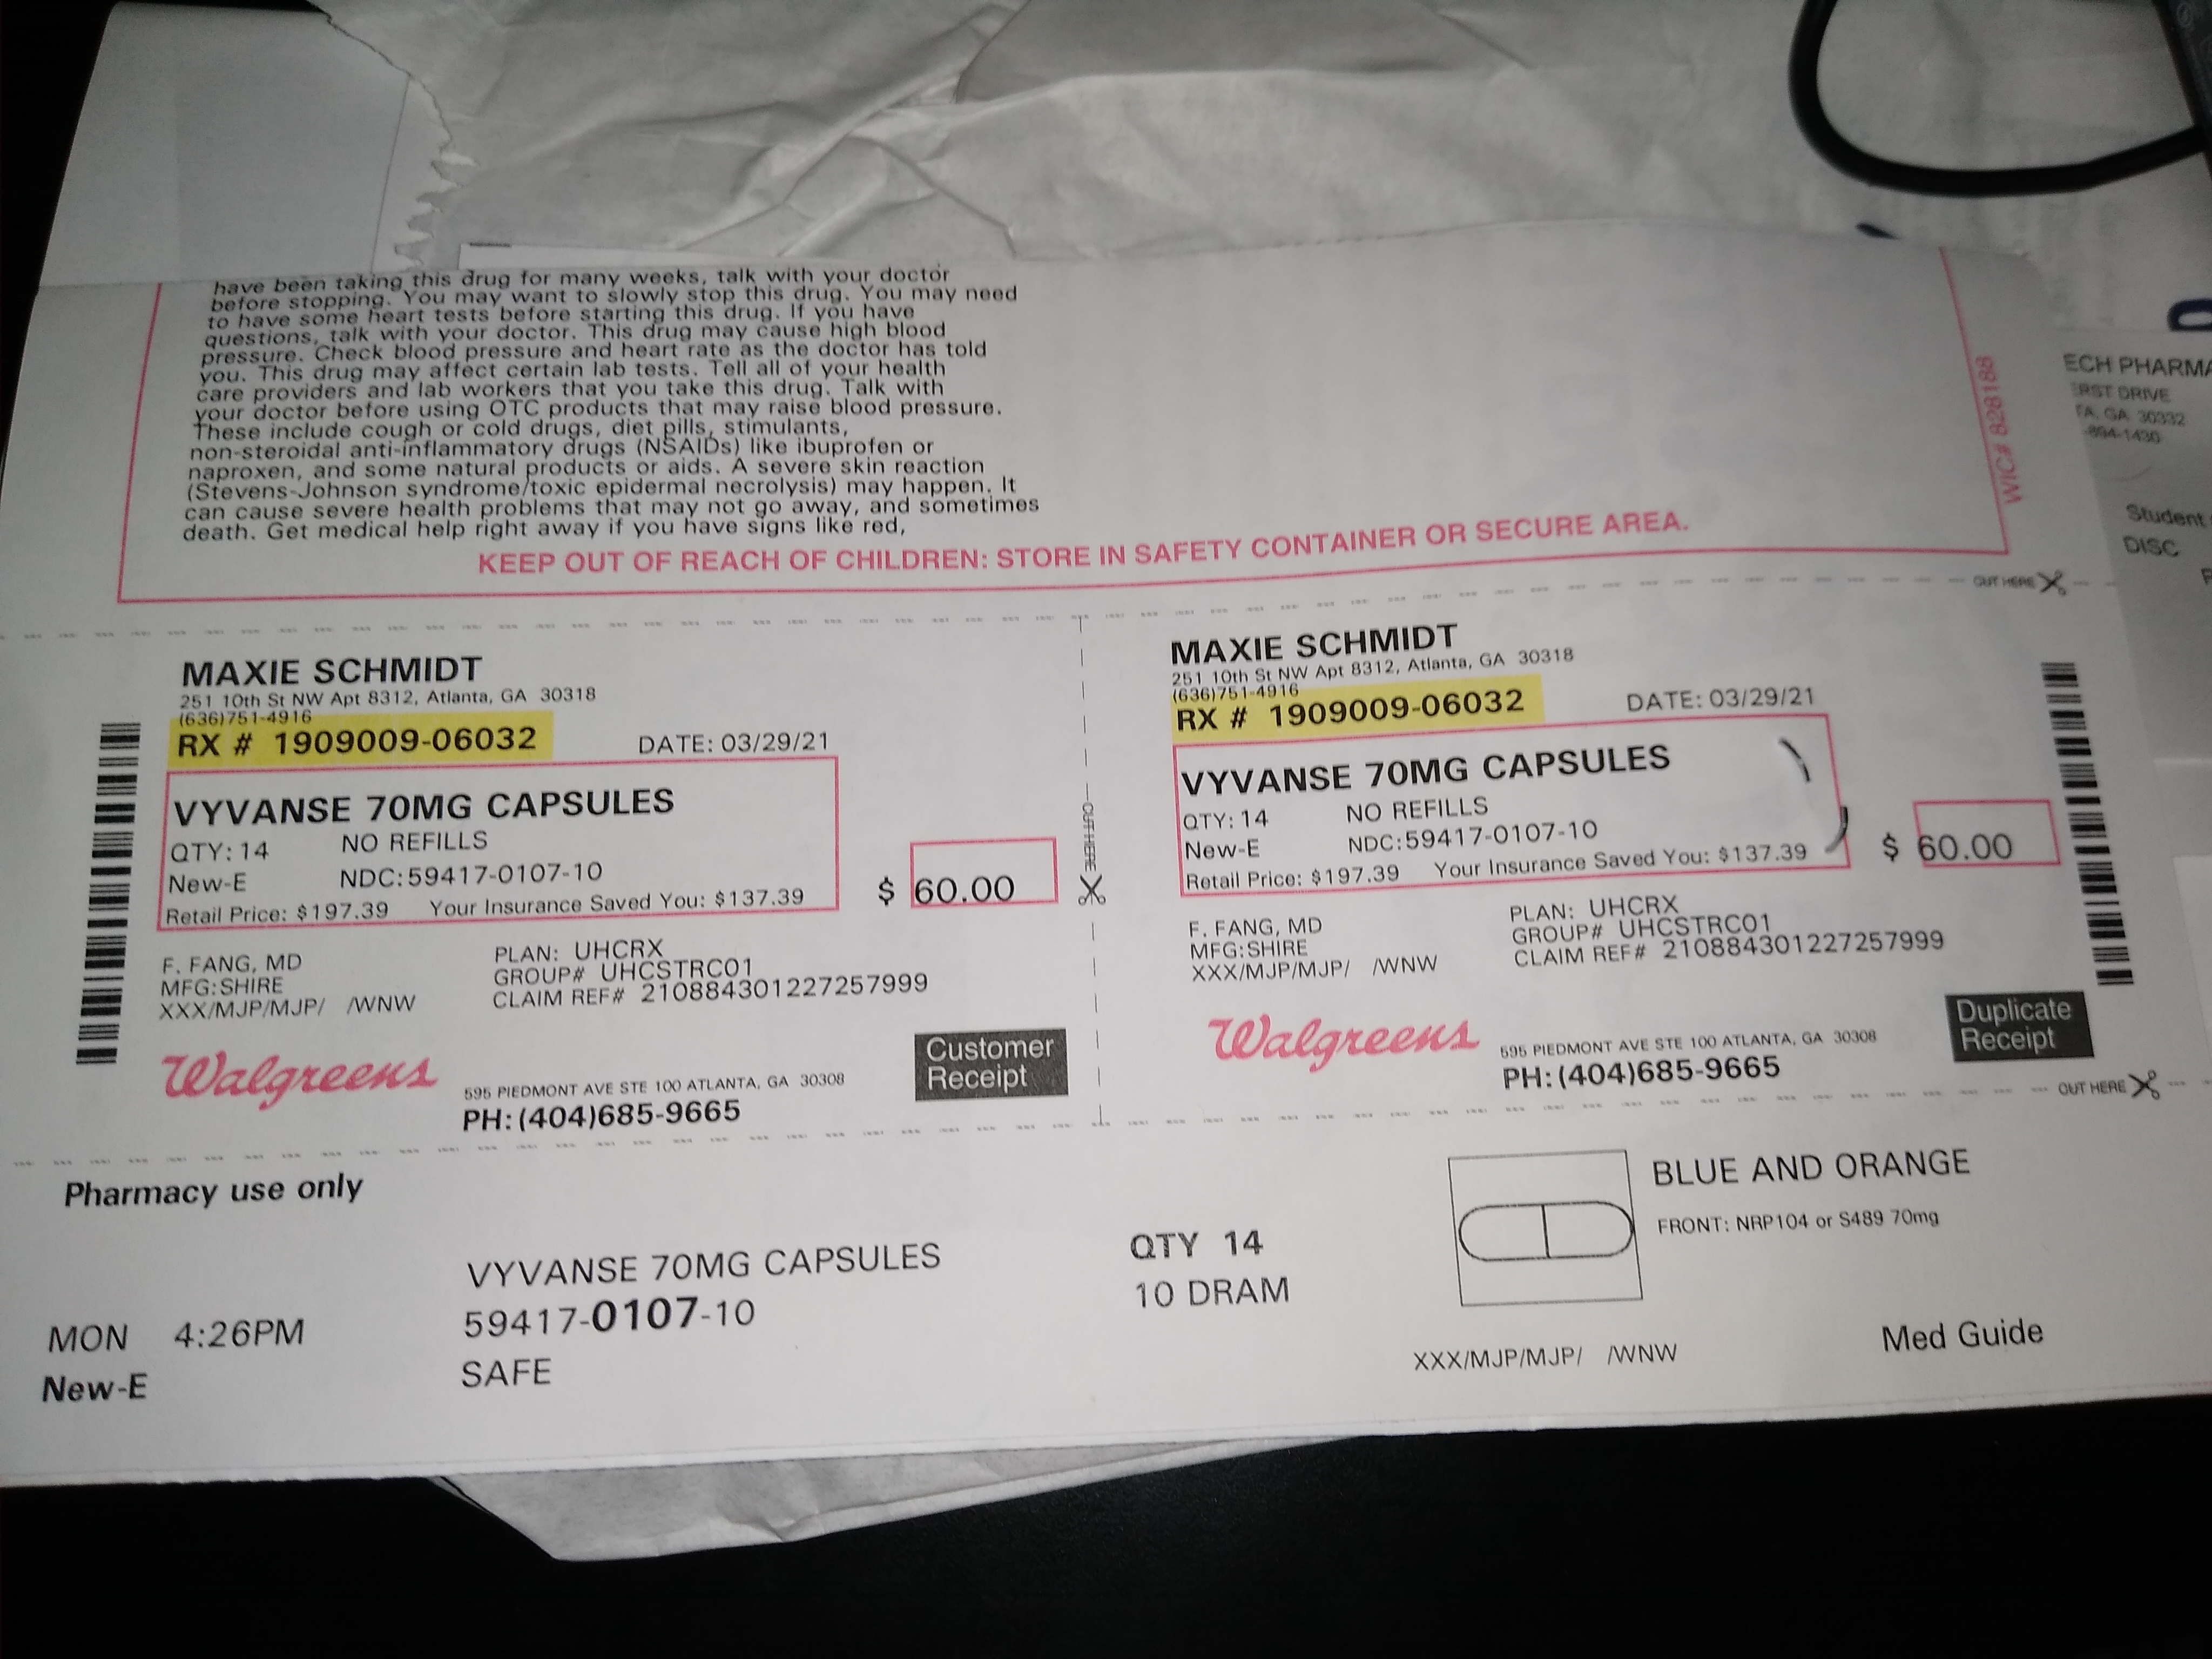 have been taking this drug for many weeks, talk with your doctor
before stopping. You may want to slowly stop this drug. You may need
to have some heart tests before starting this drug. If you have
questions, talk with your doctor. This drug may cause high blood
pressure. Check blood pressure and heart rate as the doctor has told
you. This drug may affect certain lab tests. Tell all of your health
care providers and lab workers that you take this drug. Talk with
your doctor before using OTC products that may raise blood pressure.
These include cough or cold drugs, diet pills, stimulants,
non-steroidal anti-inflammatory drugs (NSAIDs) like ibuprofen or
naproxen, and some natural products or aids. A severe skin reaction
(Stevens-Johnson syndrome/toxic epidermal necrolysis) may happen. It
can cause severe health problems that may not go away, and sometimes
death. Get medical help right away if you have signs like red,
KEEP OUT OF REACH OF CHILDREN: STORE IN SAFETY CONTAINER OR SECURE AREA.
WIC# 828188
ECH PHARMA
ERST DRIVE
TA, GA 30332
-894-1430
Student
DISC
CUT HERE
MAXIE SCHMIDT
251 10th St NW Apt 8312, Atlanta, GA 30318
(636)751-4916
RX # 1909009-06032 DATE: 03/29/21
VYVANSE 70MG CAPSULES
QTY: 14 NO REFILLS
New-E NDC: 59417-0107-10
Retail Price: $197.39 Your Insurance Saved You: $137.39
$ 60.00
F. FANG, MD
MFG:SHIRE
XXX/MJP/MJP/ /WNW
PLAN: UHCRX
GROUP# UHCSTRC01
CLAIM REF# 210884301227257999
Walgreens
595 PIEDMONT AVE STE 100 ATLANTA, GA 30308
PH: (404)685-9665
Customer
Receipt
CUT HERE
MAXIE SCHMIDT
251 10th St NW Apt 8312, Atlanta, GA 30318
(636)751-4916
RX # 1909009-06032 DATE: 03/29/21
VYVANSE 70MG CAPSULES
QTY: 14 NO REFILLS
New-E NDC: 59417-0107-10
Retail Price: $197.39 Your Insurance Saved You: $137.39
$ 60.00
F. FANG, MD
MFG:SHIRE
XXX/MJP/MJP/ /WNW
PLAN: UHCRX
GROUP# UHCSTRC01
CLAIM REF# 210884301227257999
Walgreens
595 PIEDMONT AVE STE 100 ATLANTA, GA 30308
PH: (404)685-9665
Duplicate
Receipt
CUT HERE
Pharmacy use only
MON 4:26PM
New-E
VYVANSE 70MG CAPSULES
59417-0107-10
SAFE
QTY 14
10 DRAM
BLUE AND ORANGE
FRONT: NRP104 or S489 70mg
XXX/MJP/MJP/ /WNW
Med Guide